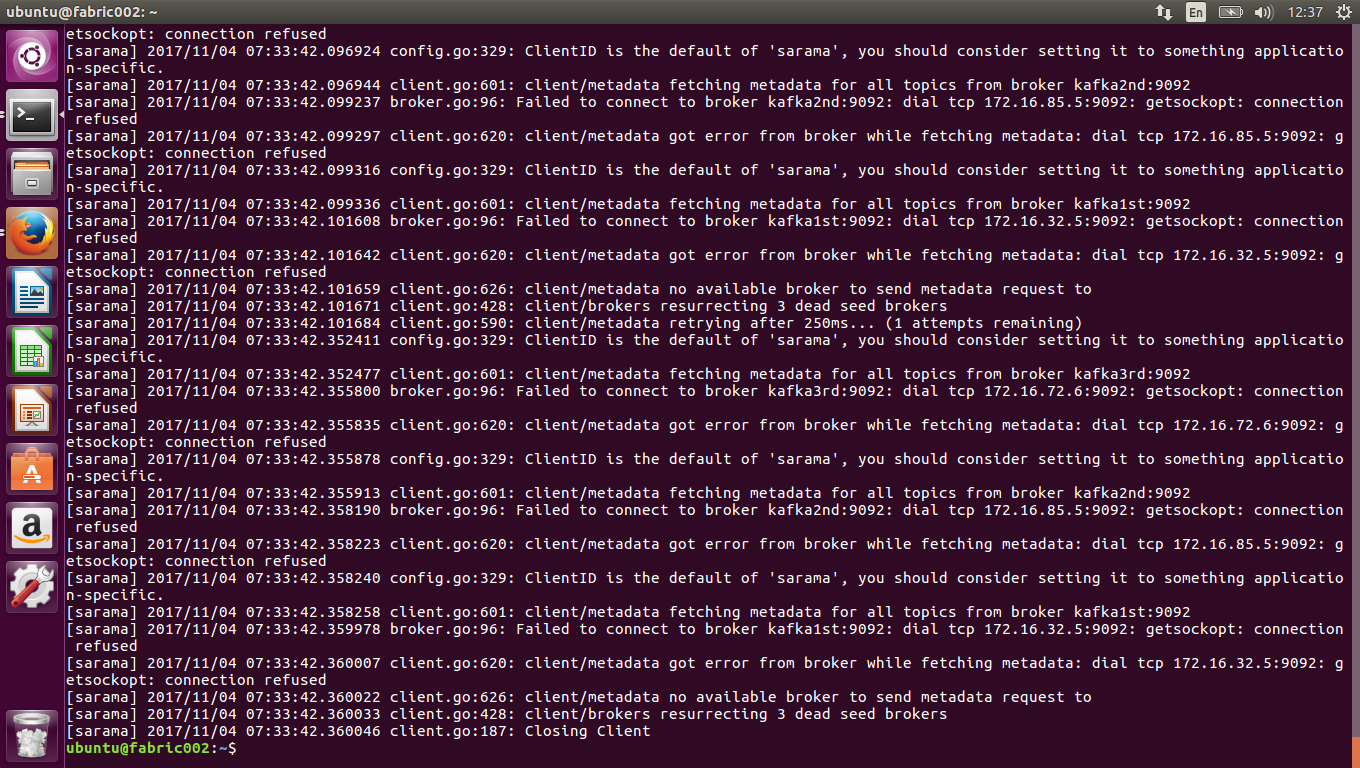 ubuntu@fabric002: ~
En
12:37
etsockopt: connection refused
[sarama] 2017/11/04 07:33:42.096924 config.go:329: ClientID is the default of 'sarama', you should consider setting it to something applicatio
n-specific.
[sarama] 2017/11/04 07:33:42.096944 client.go:601: client/metadata fetching metadata for all topics from broker kafka2nd:9092
[sarama] 2017/11/04 07:33:42.099237 broker.go:96: Failed to connect to broker kafka2nd:9092: dial tcp 172.16.85.5:9092: getsockopt: connection
 refused
[sarama] 2017/11/04 07:33:42.099297 client.go:620: client/metadata got error from broker while fetching metadata: dial tcp 172.16.85.5:9092: g
etsockopt: connection refused
[sarama] 2017/11/04 07:33:42.099316 config.go:329: ClientID is the default of 'sarama', you should consider setting it to something applicatio
n-specific.
[sarama] 2017/11/04 07:33:42.099336 client.go:601: client/metadata fetching metadata for all topics from broker kafka1st:9092
[sarama] 2017/11/04 07:33:42.101608 broker.go:96: Failed to connect to broker kafka1st:9092: dial tcp 172.16.32.5:9092: getsockopt: connection
 refused
[sarama] 2017/11/04 07:33:42.101642 client.go:620: client/metadata got error from broker while fetching metadata: dial tcp 172.16.32.5:9092: g
etsockopt: connection refused
[sarama] 2017/11/04 07:33:42.101659 client.go:626: client/metadata no available broker to send metadata request to
[sarama] 2017/11/04 07:33:42.101671 client.go:428: client/brokers resurrecting 3 dead seed brokers
[sarama] 2017/11/04 07:33:42.101684 client.go:590: client/metadata retrying after 250ms... (1 attempts remaining)
[sarama] 2017/11/04 07:33:42.352411 config.go:329: ClientID is the default of 'sarama', you should consider setting it to something applicatio
n-specific.
[sarama] 2017/11/04 07:33:42.352477 client.go:601: client/metadata fetching metadata for all topics from broker kafka3rd:9092
[sarama] 2017/11/04 07:33:42.355800 broker.go:96: Failed to connect to broker kafka3rd:9092: dial tcp 172.16.72.6:9092: getsockopt: connection
 refused
[sarama] 2017/11/04 07:33:42.355835 client.go:620: client/metadata got error from broker while fetching metadata: dial tcp 172.16.72.6:9092: g
etsockopt: connection refused
[sarama] 2017/11/04 07:33:42.355878 config.go:329: ClientID is the default of 'sarama', you should consider setting it to something applicatio
n-specific.
[sarama] 2017/11/04 07:33:42.355913 client.go:601: client/metadata fetching metadata for all topics from broker kafka2nd:9092
[sarama] 2017/11/04 07:33:42.358190 broker.go:96: Failed to connect to broker kafka2nd:9092: dial tcp 172.16.85.5:9092: getsockopt: connection
 refused
[sarama] 2017/11/04 07:33:42.358223 client.go:620: client/metadata got error from broker while fetching metadata: dial tcp 172.16.85.5:9092: g
etsockopt: connection refused
[sarama] 2017/11/04 07:33:42.358240 config.go:329: ClientID is the default of 'sarama', you should consider setting it to something applicatio
n-specific.
[sarama] 2017/11/04 07:33:42.358258 client.go:601: client/metadata fetching metadata for all topics from broker kafka1st:9092
[sarama] 2017/11/04 07:33:42.359978 broker.go:96: Failed to connect to broker kafka1st:9092: dial tcp 172.16.32.5:9092: getsockopt: connection
 refused
[sarama] 2017/11/04 07:33:42.360007 client.go:620: client/metadata got error from broker while fetching metadata: dial tcp 172.16.32.5:9092: g
etsockopt: connection refused
[sarama] 2017/11/04 07:33:42.360022 client.go:626: client/metadata no available broker to send metadata request to
[sarama] 2017/11/04 07:33:42.360033 client.go:428: client/brokers resurrecting 3 dead seed brokers
[sarama] 2017/11/04 07:33:42.360046 client.go:187: Closing Client
ubuntu@fabric002:~$